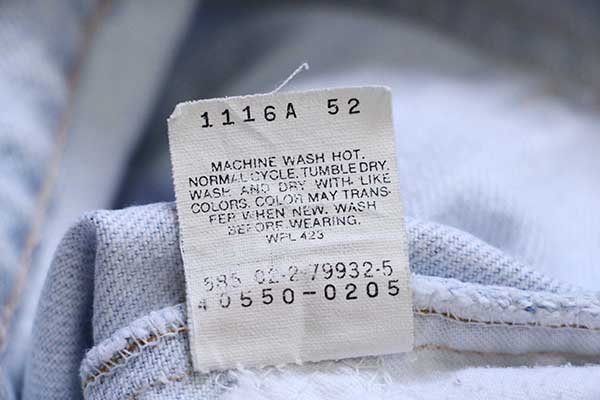 1116A 52
MACHINE WASH HOT.
NORMAL CYCLE. TUMBLE DRY.
WASH AND DRY WITH LIKE
COLORS. COLOR MAY TRANS-
FER WHEN NEW. WASH
BEFORE WEARING.
WPL 423
585 02-2 79932-5
40550-0205